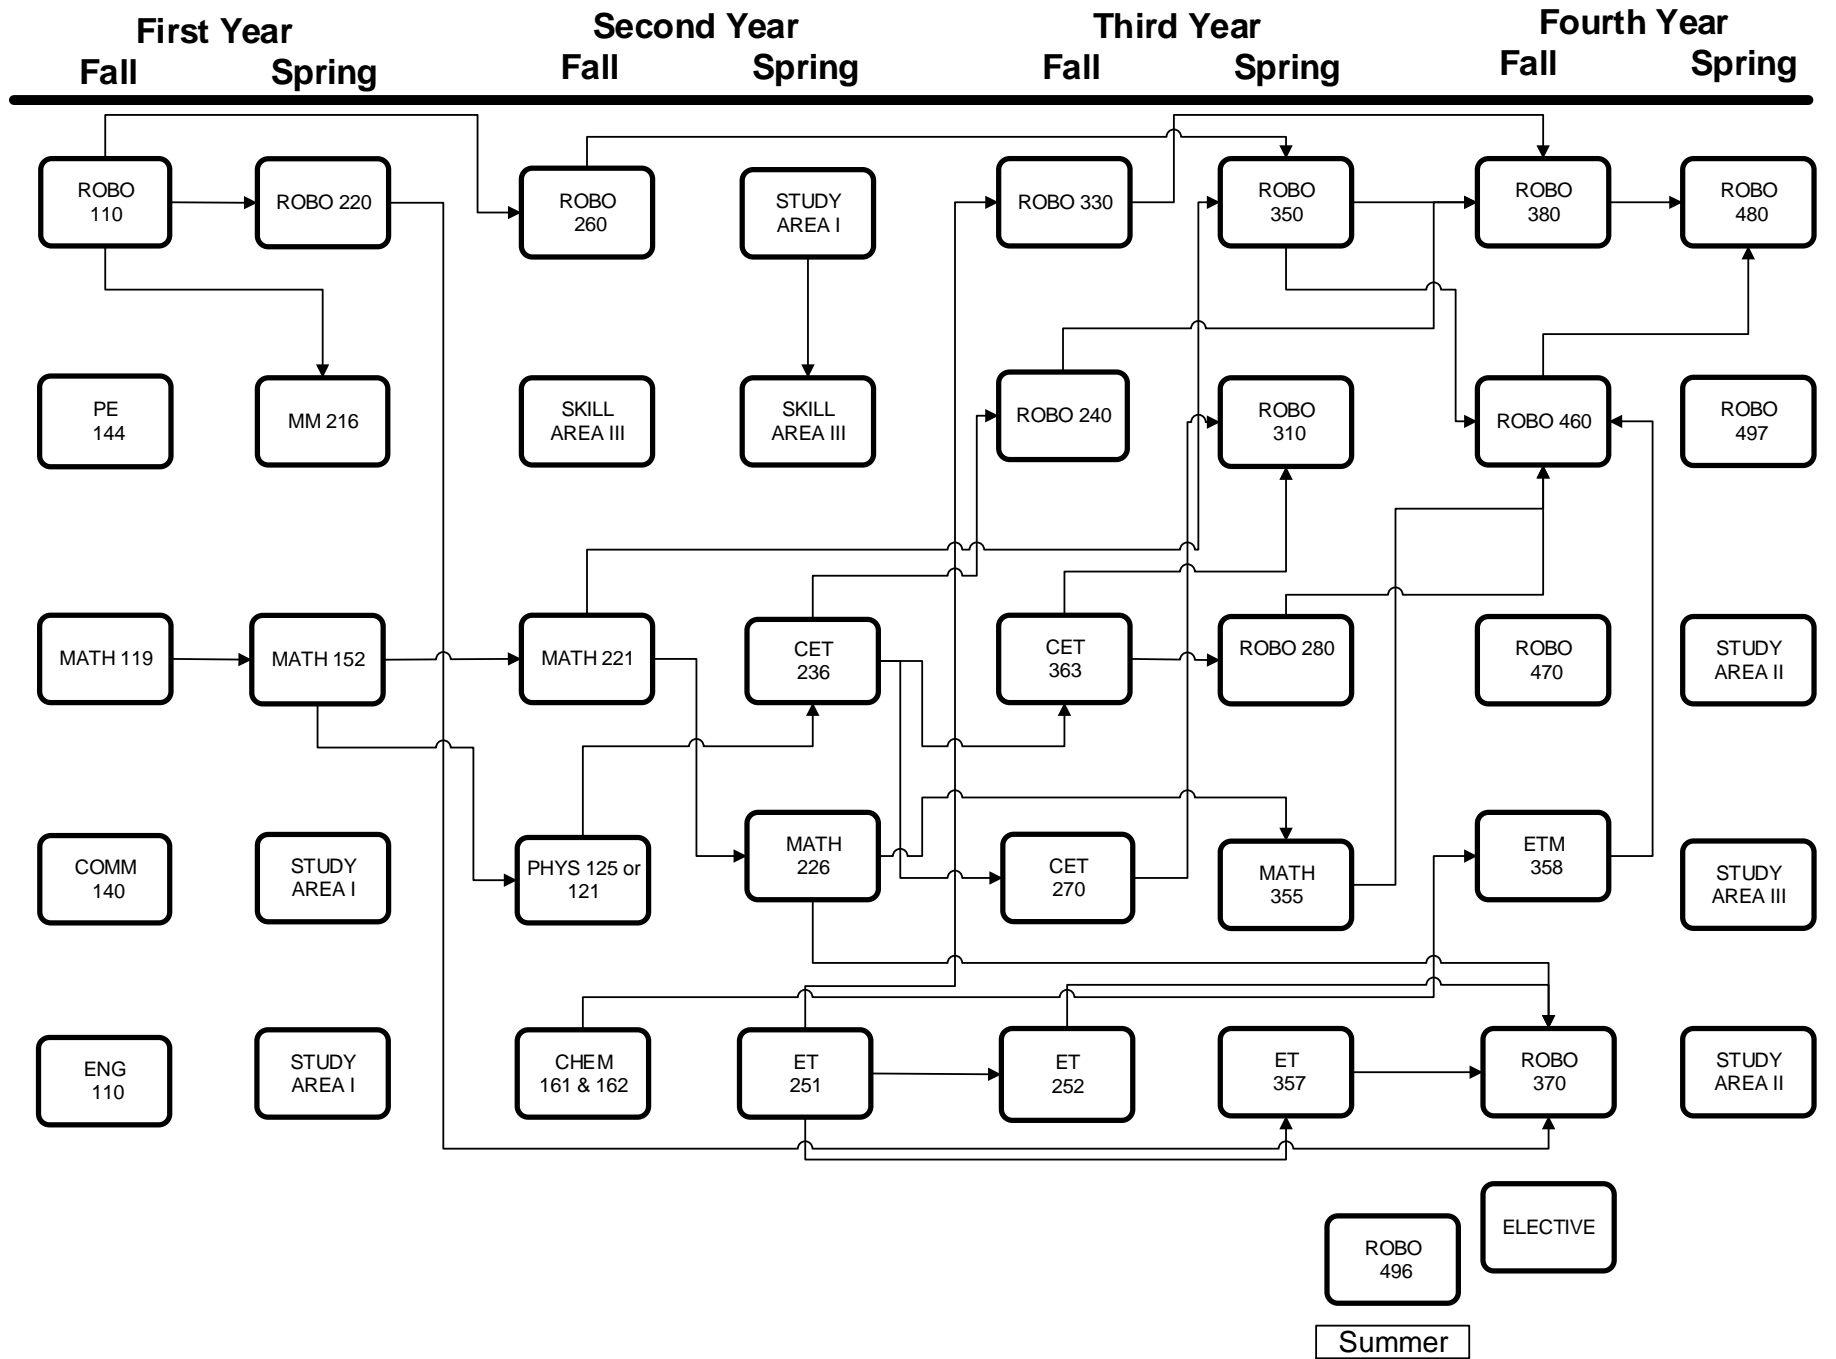 First Year
Second Year
Third Year
Fourth Year
Fall
Spring
Fall
Spring
Fall
Spring
Fall
Spring
ROBO
110
ROBO 220
ROBO
260
STUDY
AREA I
ROBO 330
ROBO
350
ROBO
380
ROBO
480
PE
144
MM 216
SKILL
AREA III
SKILL
AREA III
ROBO 240
ROBO
310
ROBO 460
ROBO
497
MATH 119
MATH 152
MATH 221
CET
236
CET
363
ROBO 280
ROBO
470
STUDY
AREA II
COMM
140
STUDY
AREA I
PHYS 125 or
121
MATH
226
CET
270
MATH
355
ETM
358
STUDY
AREA III
ENG
110
STUDY
AREA I
CHEM
161 & 162
ET
251
ET
252
ET
357
ROBO
370
STUDY
AREA II
ROBO
496
ELECTIVE
Summer